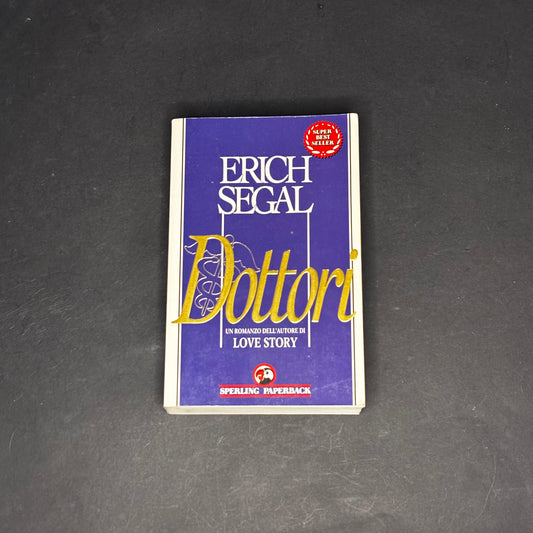 SUPER
BEST
SELLER
ERICH
SEGAL
Dottori
UN ROMANZO DELL'AUTORE DI
LOVE STORY
SPERLING PAPERBACK